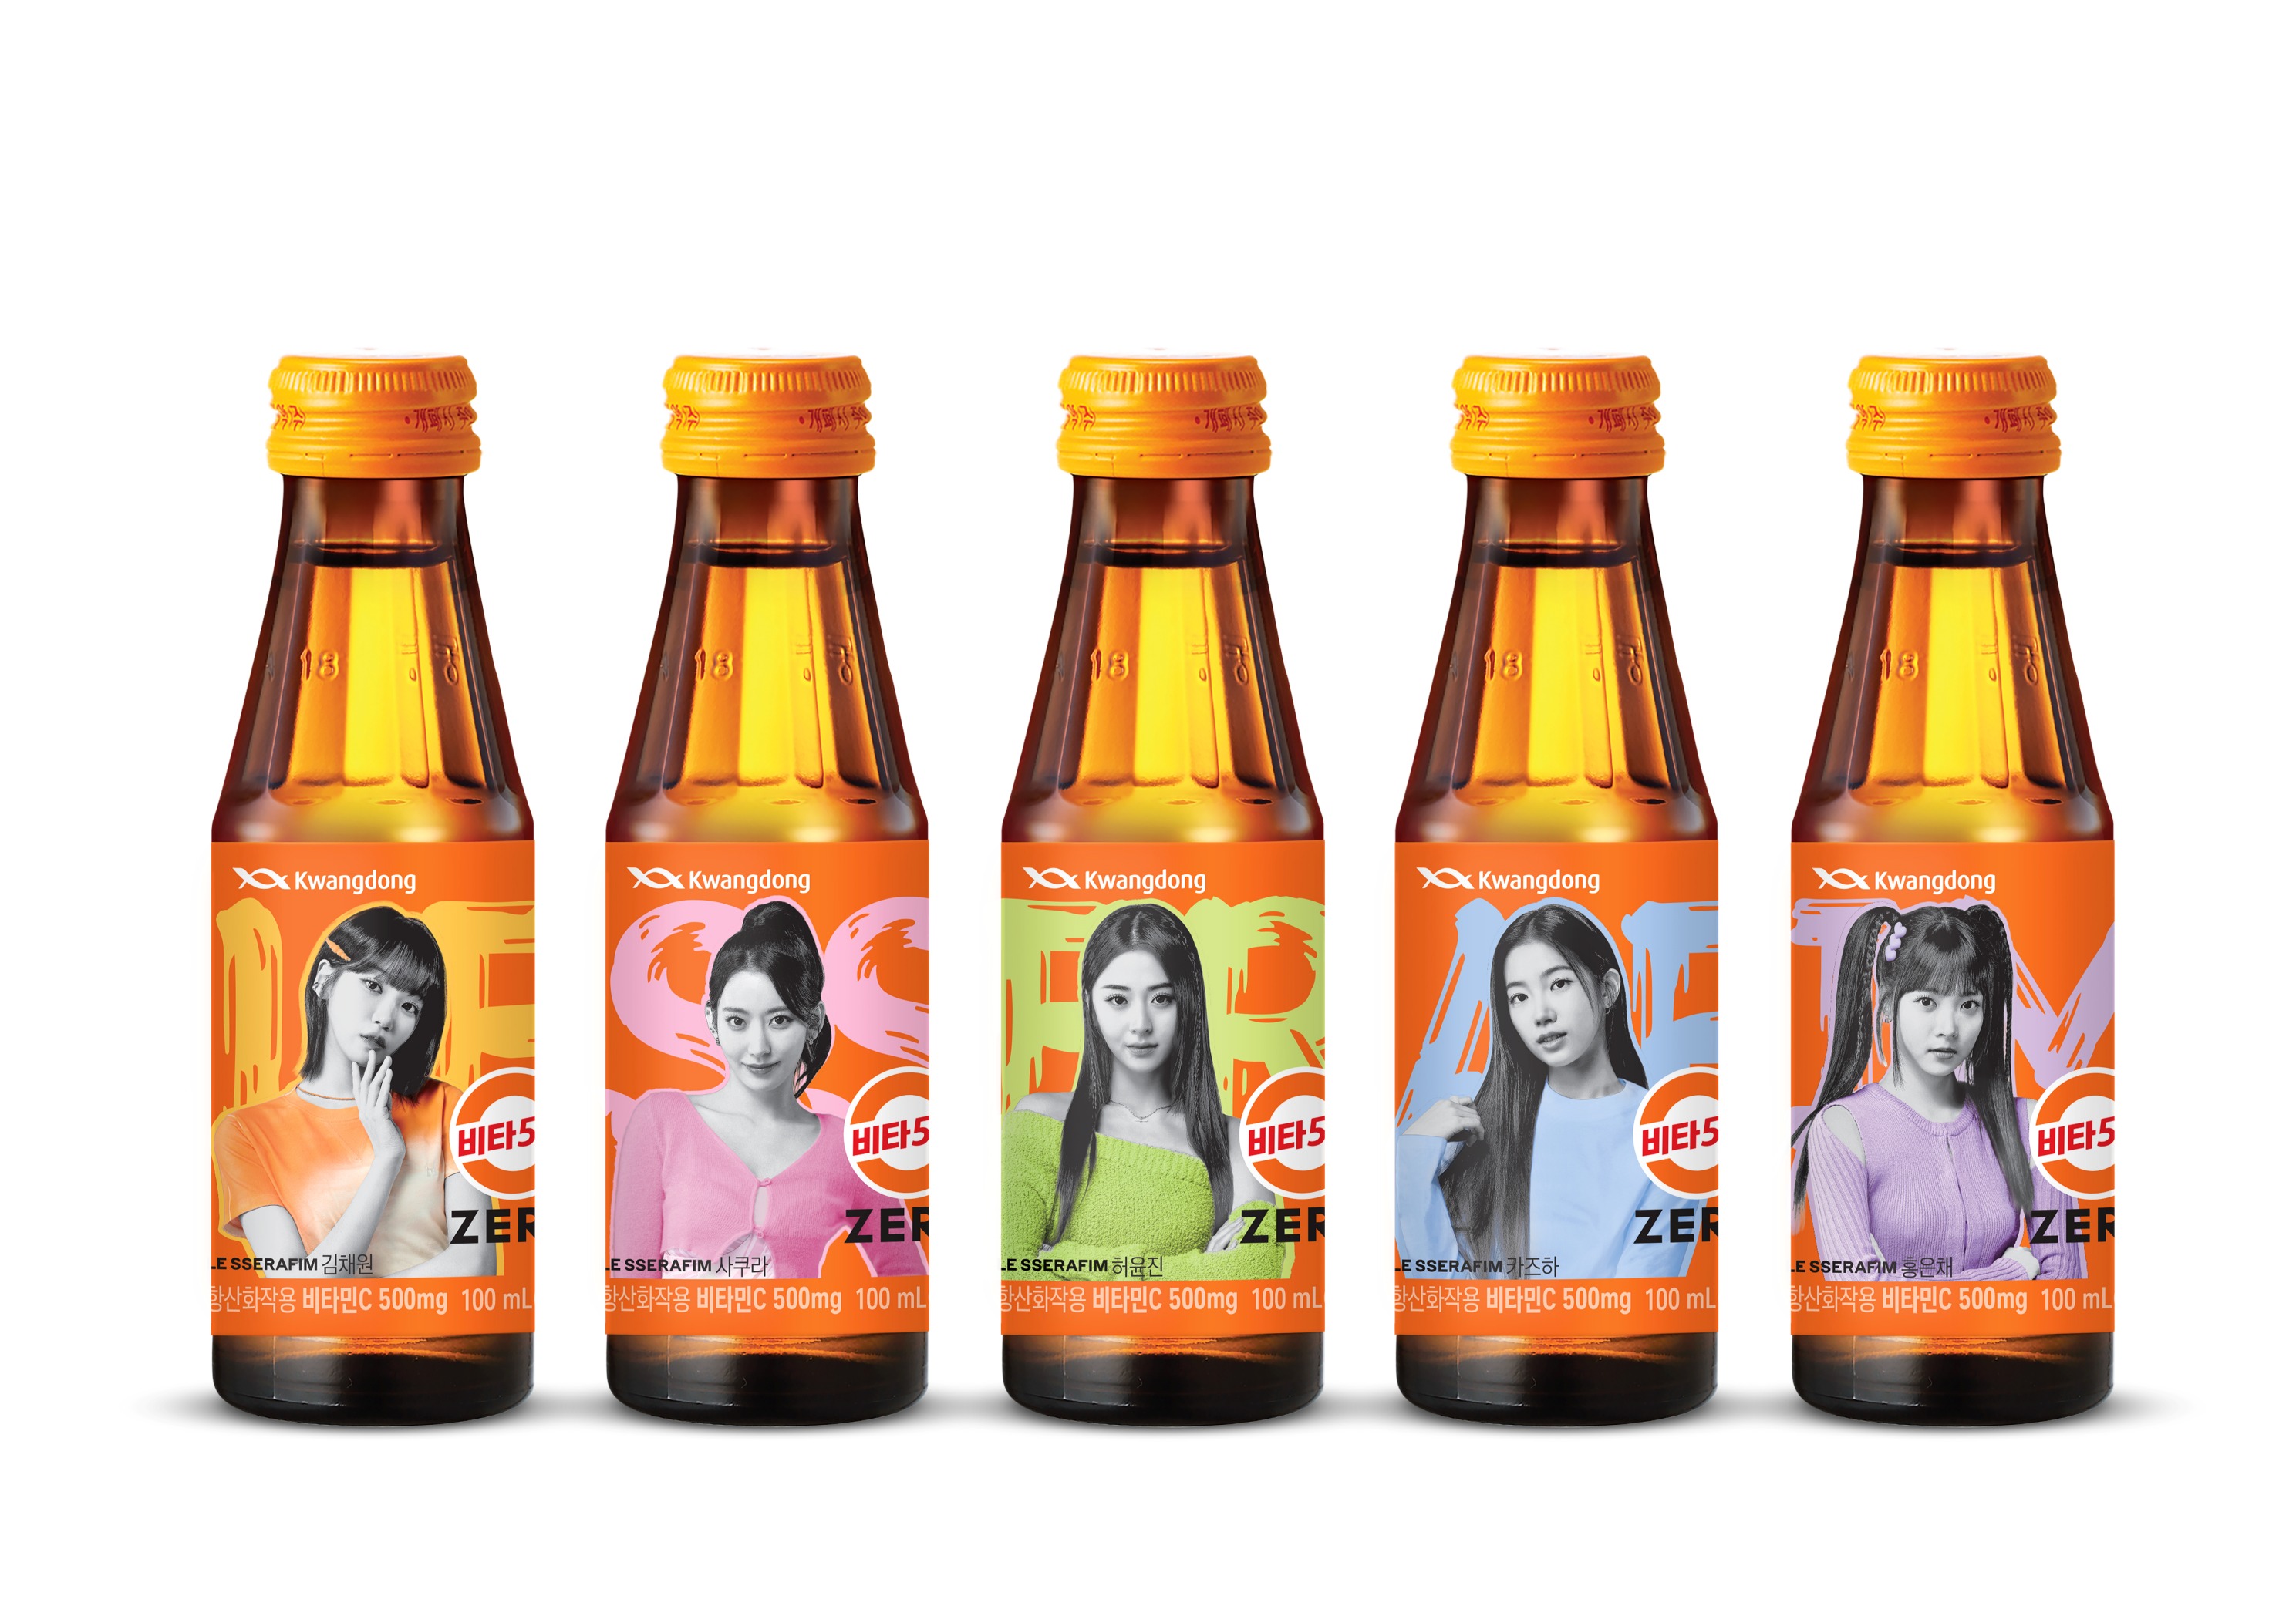 Kwangdong
비타5
ZER
LE SSERAFIM 김채원
항산화작용 비타민C 500mg 100 mL
Kwangdong
SS
비타5
ZER
LE SSERAFIM 사쿠라
항산화작용 비타민C 500mg 100 mL
Kwangdong
ER
비타5
ZER
LE SSERAFIM 허윤진
항산화작용 비타민C 500mg 100 mL
Kwangdong
비타5
ZER
LE SSERAFIM 카즈하
항산화작용 비타민C 500mg 100 mL
Kwangdong
비타5
ZER
LE SSERAFIM 홍은채
항산화작용 비타민C 500mg 100 mL